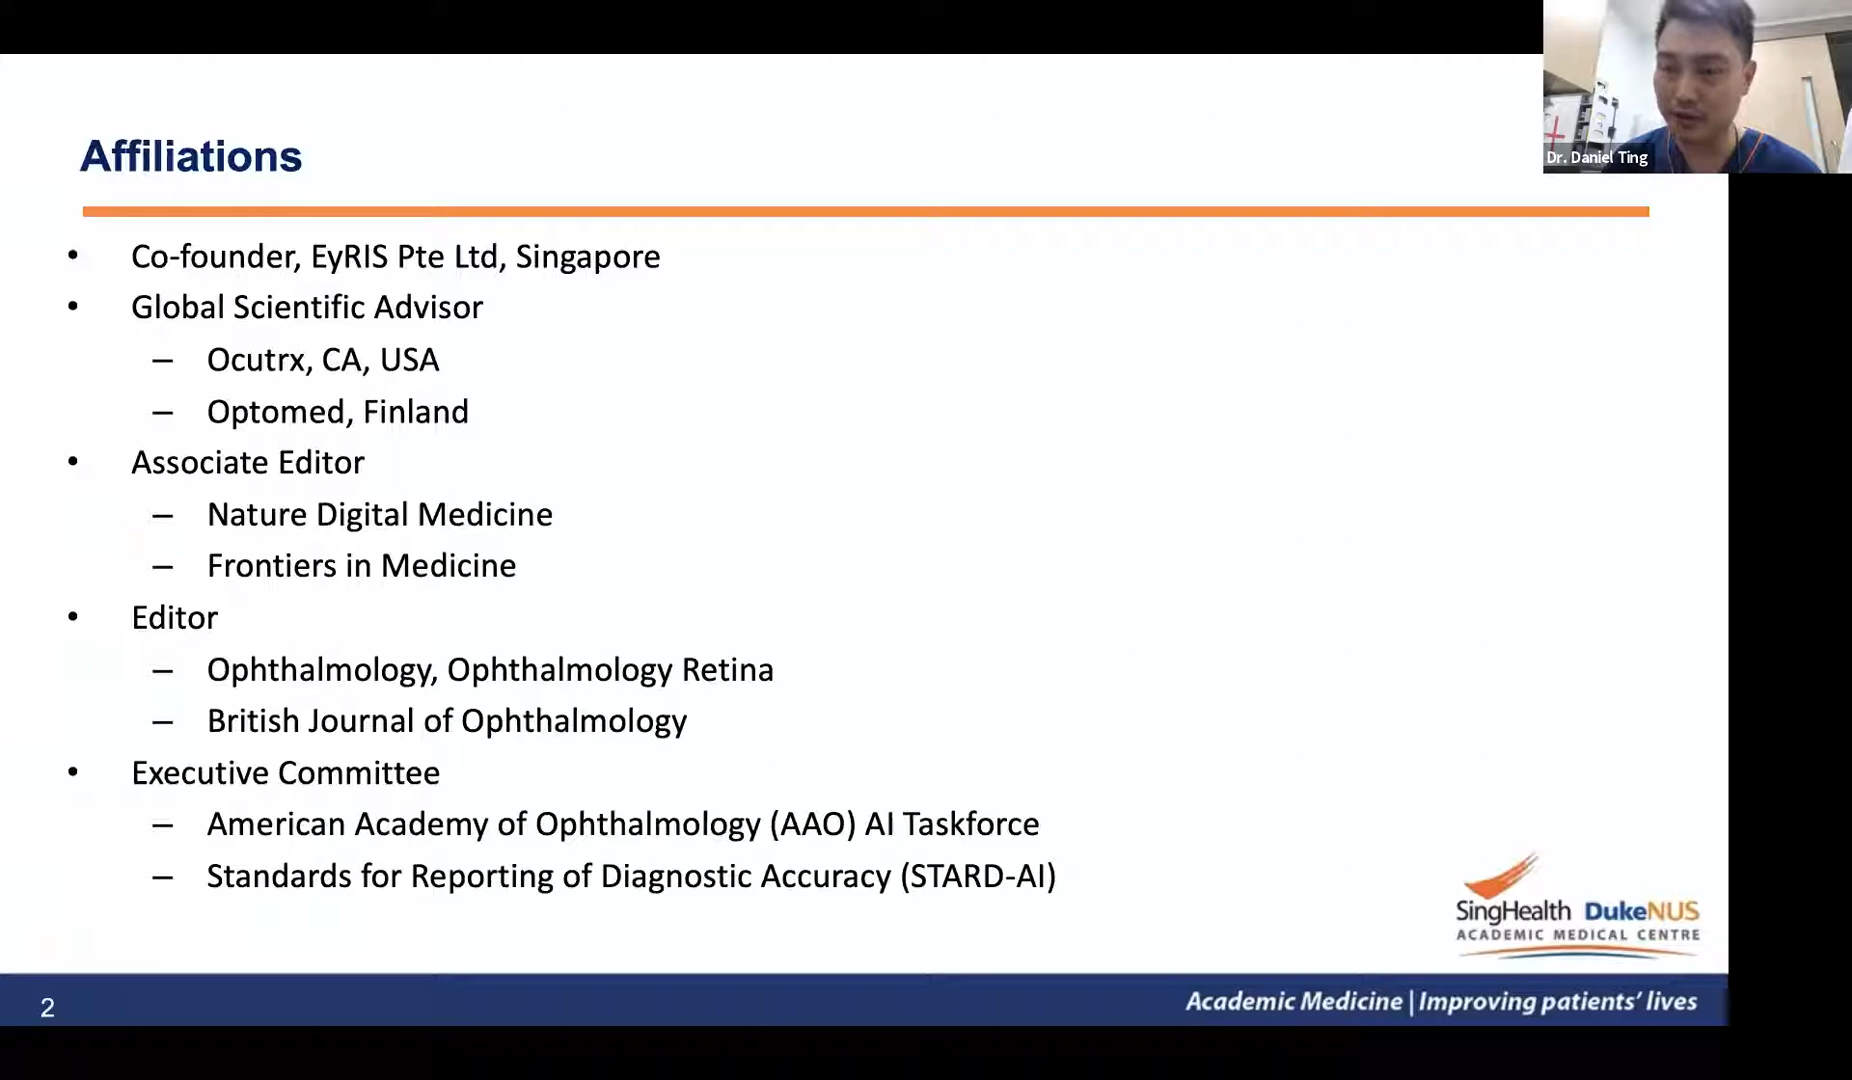 Dr. Daniel Ting
Affiliations
• Co-founder, EyRIS Pte Ltd, Singapore
• Global Scientific Advisor
– Ocutrx, CA, USA
– Optomed, Finland
• Associate Editor
– Nature Digital Medicine
– Frontiers in Medicine
• Editor
– Ophthalmology, Ophthalmology Retina
– British Journal of Ophthalmology
• Executive Committee
– American Academy of Ophthalmology (AAO) AI Taskforce
– Standards for Reporting of Diagnostic Accuracy (STARD-AI)
SingHealth DukeNUS
ACADEMIC MEDICAL CENTRE
2
Academic Medicine | Improving patients' lives